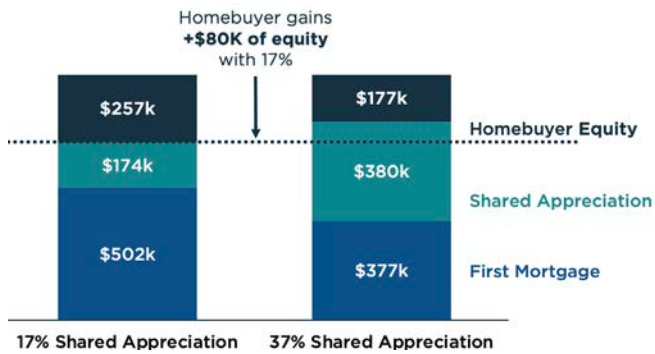 Homebuyer gains
+$80K of equity
with 17%
$257k
$177k
Homebuyer Equity
$174k
$380k
Shared Appreciation
$502k
$377k
First Mortgage
17% Shared Appreciation
37% Shared Appreciation